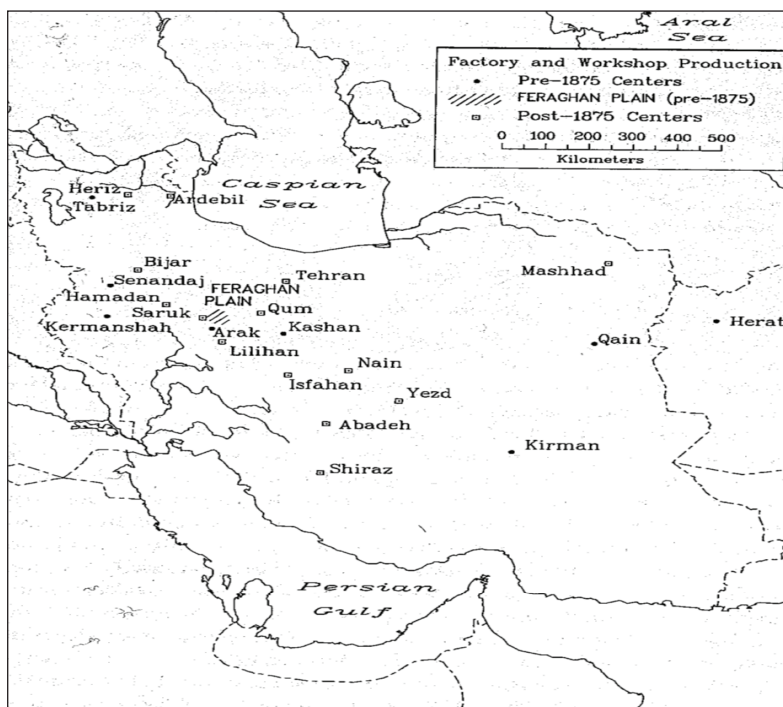 Aral
Sea
Factory and Workshop Production
Pre-1875 Centers
FERAGHAN PLAIN (pre-1875)
Post-1875 Centers
0 100 200 300 400 500
Kilometers
Caspian
Sea
Heriz
Tabriz
Ardebil
Bijar
Senandaj
Hamadan
Saruk
Kermanshah
FERAGHAN
PLAIN
Tehran
Qum
Arak
Kashan
Lilihan
Mashhad
Herat
Qain
Nain
Isfahan
Yezd
Abadeh
Kirman
Shiraz
Persian
Gulf